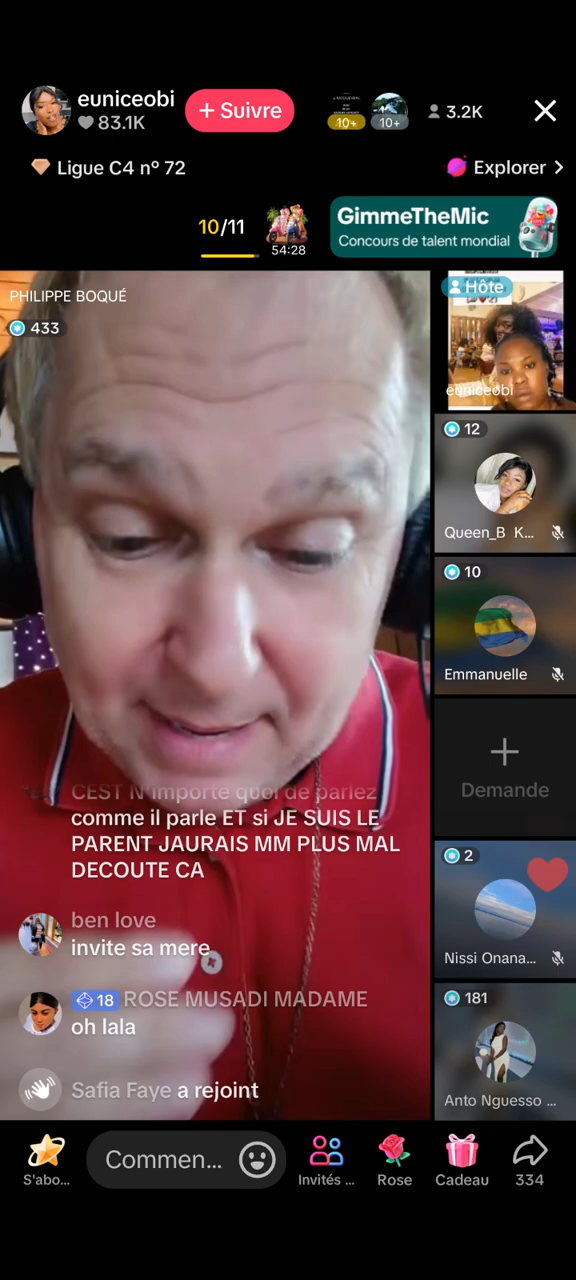 euniceobi
83.1K
+ Suivre
10+
10+
3.2K
Ligue C4 nº 72
Explorer
10/11
54:28
GimmeTheMic
Concours de talent mondial
PHILIPPE BOQUÉ
433
Hôte
euniceobi
12
Queen_B K...
10
Emmanuelle
Demande
2
Nissi Onana...
181
Anto Nguesso ...
CEST N importe quoi de parlez
comme il parle ET si JE SUIS LE
PARENT JAURAIS MM PLUS MAL
DECOUTE CA
ben love
invite sa mere
18 ROSE MUSADI MADAME
oh lala
Safia Faye a rejoint
S'abo...
Commen...
Invités ...
Rose
Cadeau
334